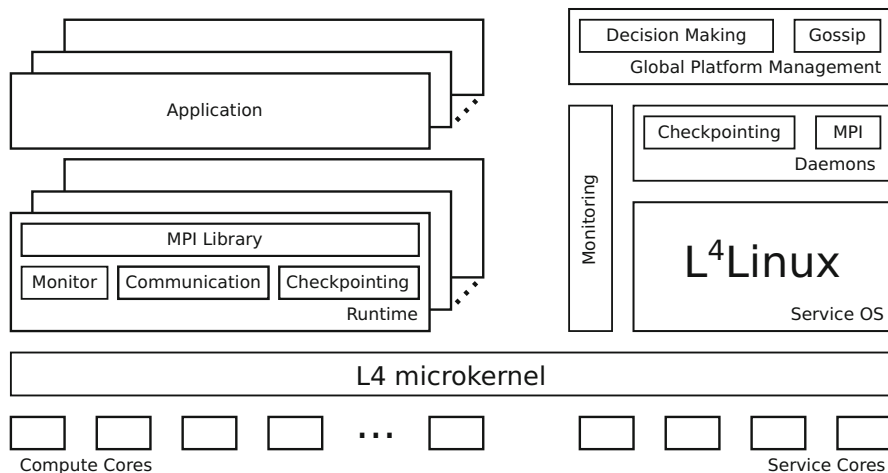 Application
MPI Library
Monitor
Communication
Checkpointing
Runtime
Decision Making
Gossip
Global Platform Management
Monitoring
Checkpointing
MPI
Daemons
L⁴Linux
Service OS
L4 microkernel
...
Compute Cores
Service Cores